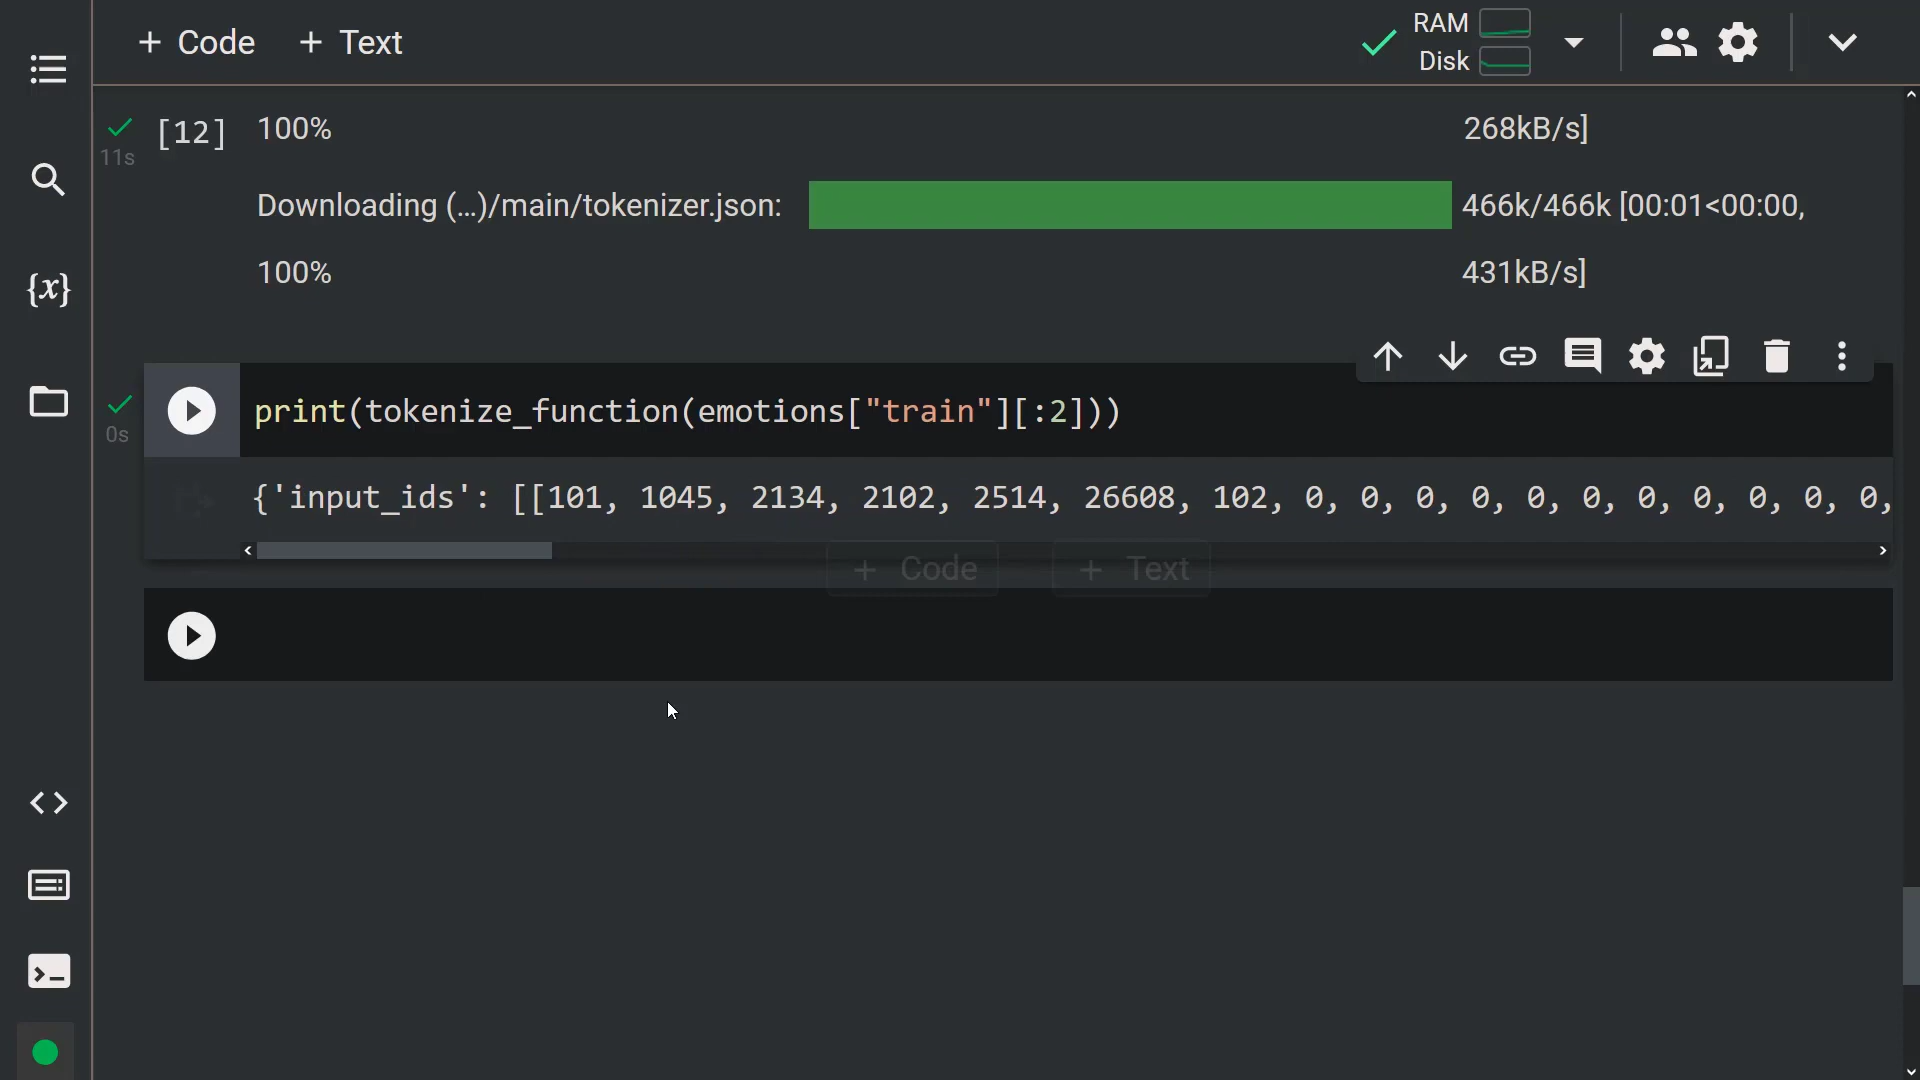 + Code + Text
RAM
Disk
[12] 100% 268kB/s]
11s
Downloading (...)/main/tokenizer.json: 466k/466k [00:01<00:00,
100% 431kB/s]
print(tokenize_function(emotions["train"][:2]))
0s
{'input_ids': [[101, 1045, 2134, 2102, 2514, 26608, 102, 0, 0, 0, 0, 0, 0, 0, 0, 0, 0, 0,
+ Code + Text
{x}